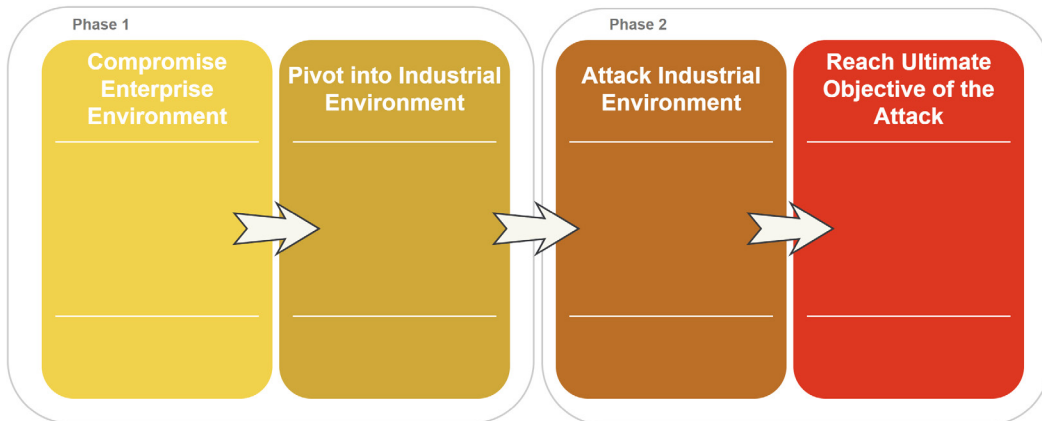 Phase 1
Phase 2
Compromise
Enterprise
Environment
Pivot into Industrial
Environment
Attack Industrial
Environment
Reach Ultimate
Objective of the
Attack